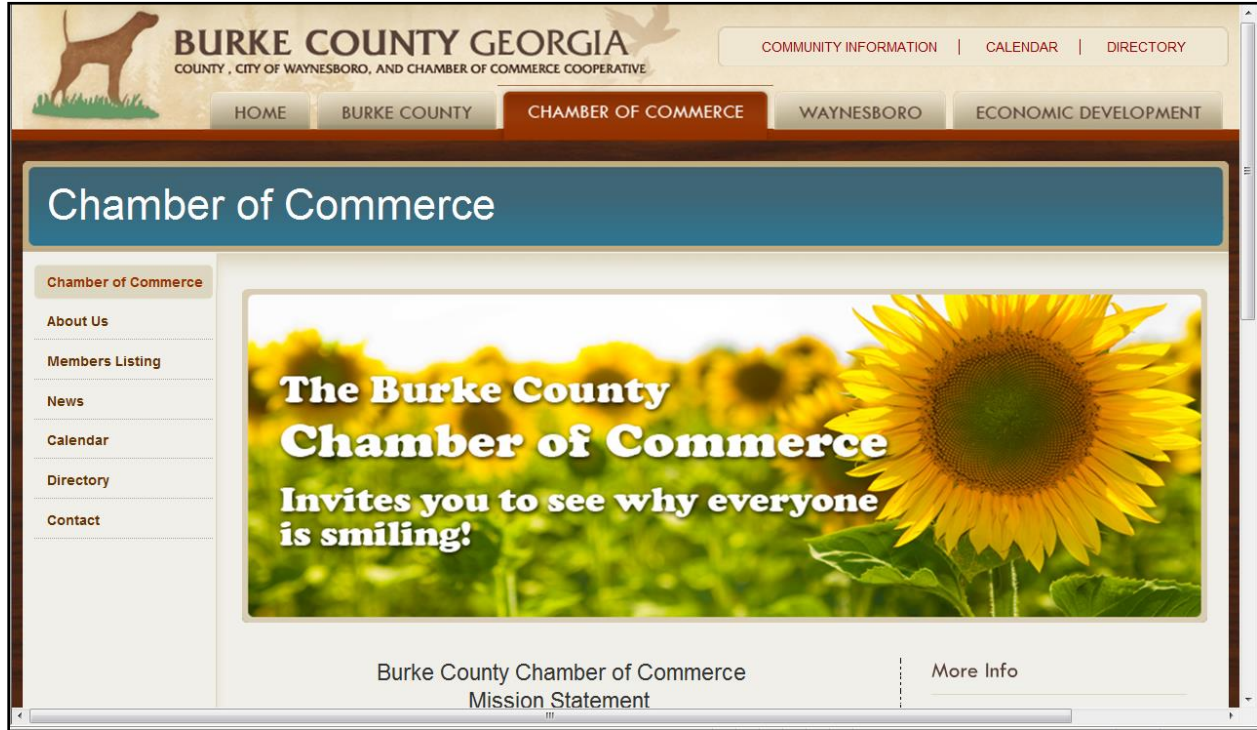 BURKE COUNTY GEORGIA
COUNTY, CITY OF WAYNESBORO, AND CHAMBER OF COMMERCE COOPERATIVE
COMMUNITY INFORMATION | CALENDAR | DIRECTORY
HOME BURKE COUNTY CHAMBER OF COMMERCE WAYNESBORO ECONOMIC DEVELOPMENT
Chamber of Commerce
Chamber of Commerce
About Us
Members Listing
News
Calendar
Directory
Contact
The Burke County
Chamber of Commerce
Invites you to see why everyone
is smiling!
Burke County Chamber of Commerce
Mission Statement
More Info